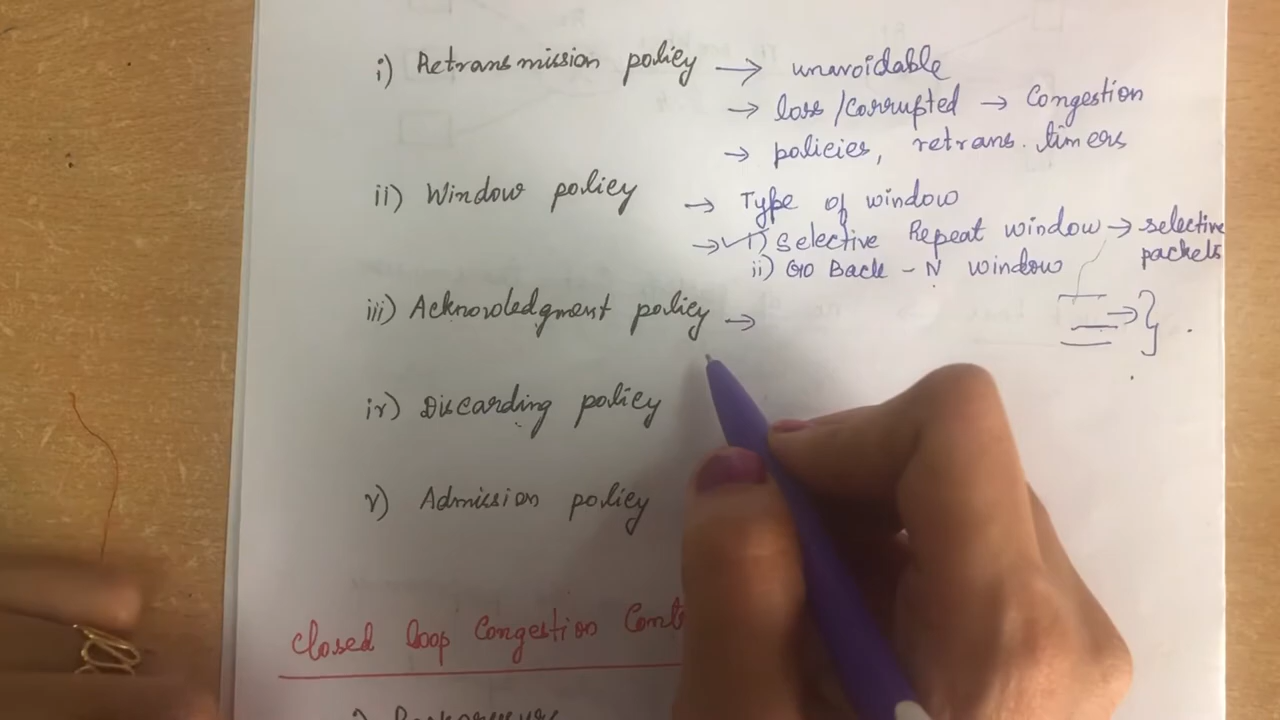 i) Retransmission policy → unavoidable
→ loss/corrupted → Congestion
→ policies, retrans. timers
ii) Window policy → Type of window
→ ✓ i) Selective Repeat window → selective packets
ii) Go Back - N window
iii) Acknowledgment policy →
iv) Discarding policy
v) Admission policy
Closed loop Congestion